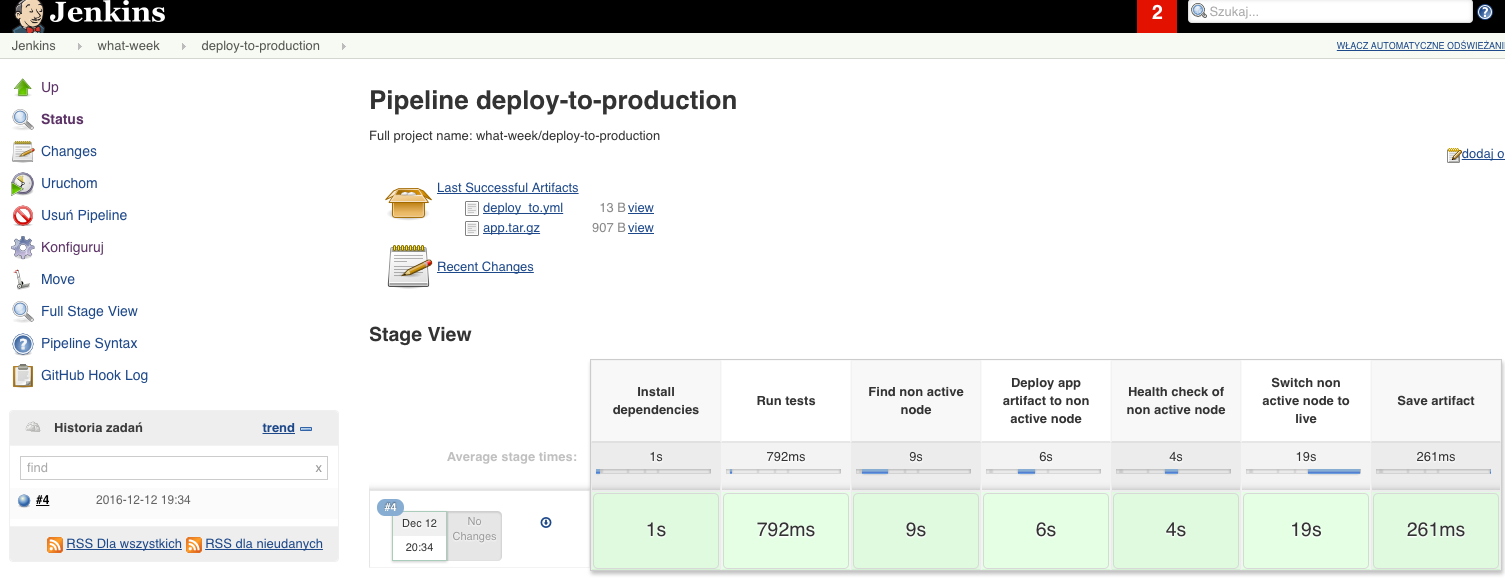 Jenkins
2
Szukaj...
Jenkins what-week deploy-to-production
WŁĄCZ AUTOMATYCZNE ODŚWIEŻANI
Up
Status
Changes
Uruchom
Usuń Pipeline
Konfiguruj
Move
Full Stage View
Pipeline Syntax
GitHub Hook Log
Historia zadań trend
find x
#4 2016-12-12 19:34
RSS Dla wszystkich RSS dla nieudanych
Pipeline deploy-to-production
Full project name: what-week/deploy-to-production
dodaj o
Last Successful Artifacts
deploy_to.yml 13 B view
app.tar.gz 907 B view
Recent Changes
Stage View
Install
dependencies
Run tests
Find non active
node
Deploy app
artifact to non
active node
Health check of
non active node
Switch non
active node to
live
Save artifact
Average stage times:
1s 792ms 9s 6s 4s 19s 261ms
#4
Dec 12
20:34
No
Changes
1s 792ms 9s 6s 4s 19s 261ms